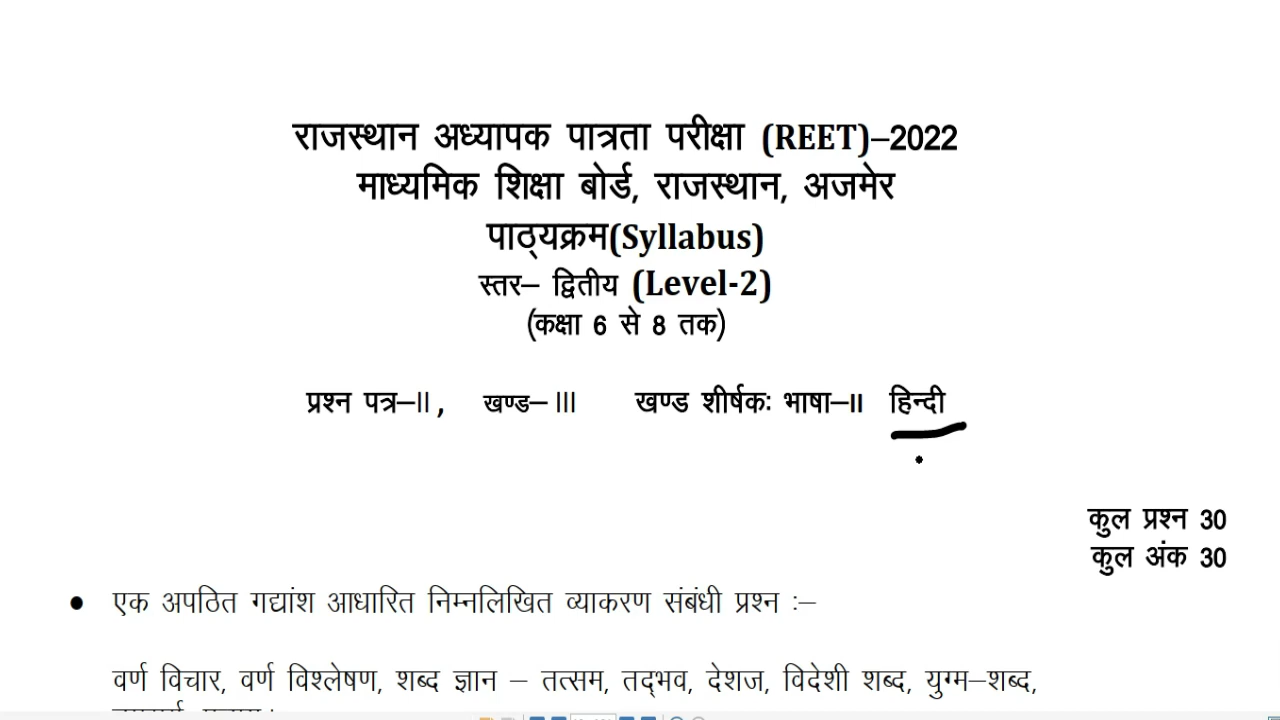 राजस्थान अध्यापक पात्रता परीक्षा (REET)–2022
माध्यमिक शिक्षा बोर्ड, राजस्थान, अजमेर
पाठ्यक्रम(Syllabus)
स्तर– द्वितीय (Level-2)
(कक्षा 6 से 8 तक)
प्रश्न पत्र–II, खण्ड– III खण्ड शीर्षकः भाषा–II हिन्दी
कुल प्रश्न 30
कुल अंक 30
● एक अपठित गद्यांश आधारित निम्नलिखित व्याकरण संबंधी प्रश्न :–
वर्ण विचार, वर्ण विश्लेषण, शब्द ज्ञान – तत्सम, तद्भव, देशज, विदेशी शब्द, युग्म–शब्द,